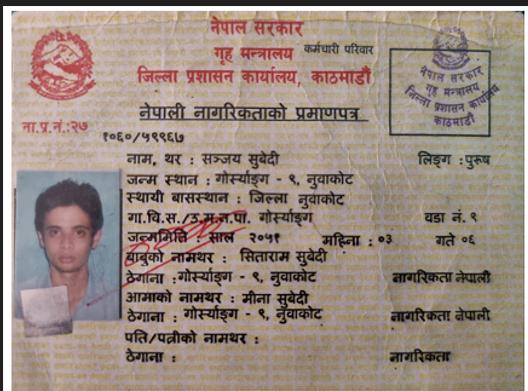 नेपाल सरकार
गृह मन्त्रालय कर्मचारी परिवार
जिल्ला प्रशासन कार्यालय, काठमाडौं
नेपाल सरकार
गृह मन्त्रालय
जिल्ला प्रशासन कार्यालय
काठमाडौं
नेपाली नागरिकताको प्रमाणपत्र
ना.प्र.नं.:२७
१०६०/५९९६७
नाम, थर : सञ्जय सुबेदी लिङ्ग : पुरूष
जन्म स्थान : गोर्स्याङ्ग - ९, नुवाकोट
स्थायी बासस्थान : जिल्ला नुवाकोट
गा.वि.स./उ.म.न.पा. गोर्स्याङ्ग वडा नं. ९
जन्ममिति : साल २०५१ महिना : ०३ गते ०६
बाबुको नामथर : सिताराम सुबेदी
ठेगाना :गोर्स्याङ्ग - ९, नुवाकोट नागरिकता नेपाली
आमाको नामथर : मीना सुबेदी
ठेगाना : गोर्स्याङ्ग - ९, नुवाकोट नागरिकता नेपाली
पति/पत्नीको नामथर :
ठेगाना : नागरिकता